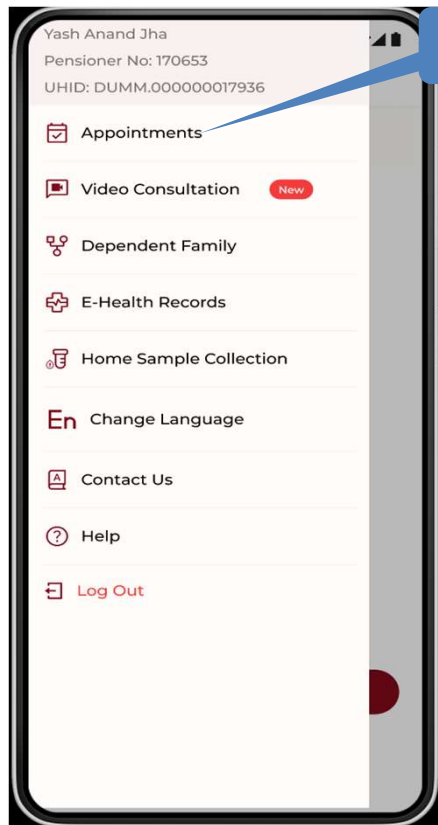 Yash Anand Jha
Pensioner No: 170653
UHID: DUMM.000000017936
Appointments
Video Consultation New
Dependent Family
E-Health Records
Home Sample Collection
En Change Language
A Contact Us
? Help
Log Out